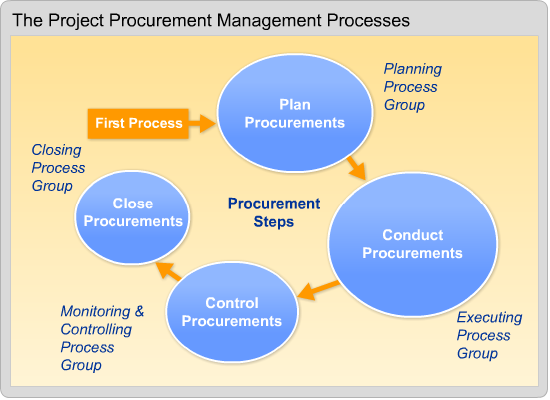 The Project Procurement Management Processes
Plan
Procurements
Planning
Process
Group
First Process
Closing
Process
Group
Close
Procurements
Procurement
Steps
Conduct
Procurements
Control
Procurements
Monitoring &
Controlling
Process
Group
Executing
Process
Group